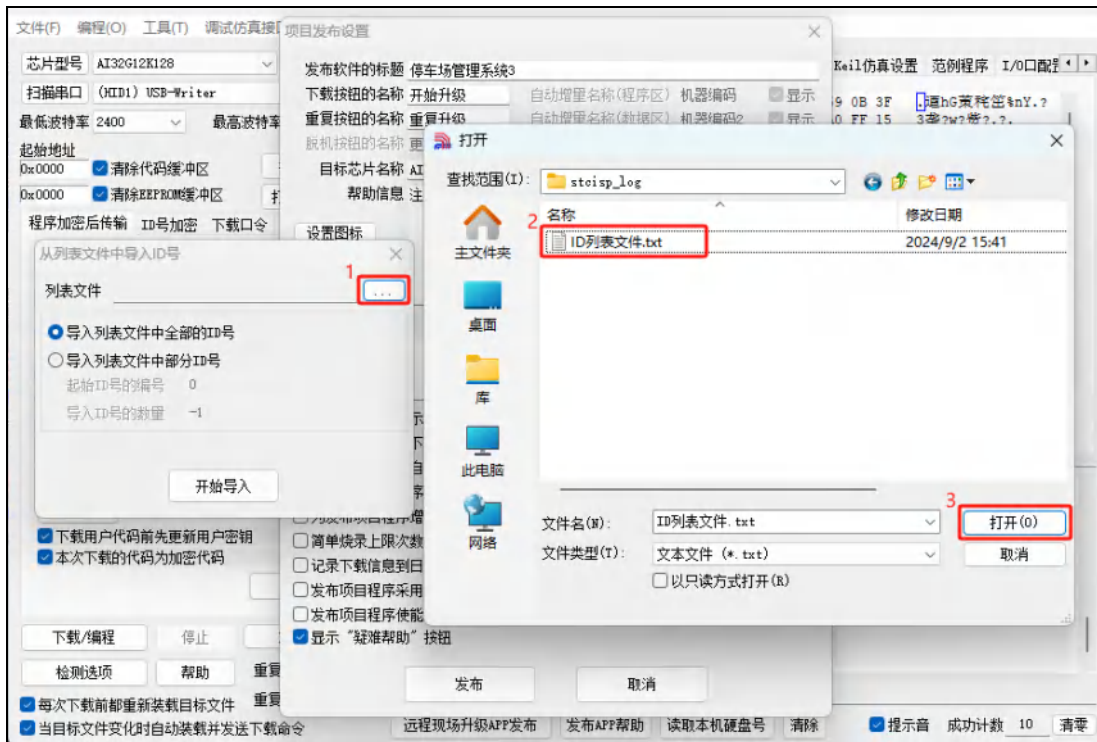 文件(F) 编程(O) 工具(T) 调试仿真接
芯片型号 AI32G12K128
扫描串口 (HID1) USB-Writer
最低波特率 2400 最高波特率
起始地址
0x0000 清除代码缓冲区
0x0000 清除EEPROM缓冲区
程序加密后传输 ID号加密 下载口令
从列表文件中导入ID号
1
列表文件 ...
导入列表文件中全部的ID号
导入列表文件中部分ID号
起始ID号的编号 0
导入ID号的数量 -1
开始导入
下载用户代码前先更新用户密钥
本次下载的代码为加密代码
下载/编程 停止
检测选项 帮助
每次下载前都重新装载目标文件
当目标文件变化时自动装载并发送下载命令
项目发布设置
发布软件的标题 停车场管理系统3
下载按钮的名称 开始升级 自动增量名称(程序区) 机器编码 显示
重复按钮的名称 重复升级 自动增量名称(数据区) 机器编码2 显示
脱机按钮的名称 更
目标芯片名称 AI
帮助信息 注
设置图标
简单烧录上限次数
记录下载信息到日
发布项目程序采用
发布项目程序使能
显示“疑难帮助”按钮
发布 取消
Keil仿真设置 范例程序 I/O口配置
打开
查找范围(I): stcisp_log
2
名称 修改日期
ID列表文件.txt 2024/9/2 15:41
主文件夹
桌面
库
此电脑
网络
3
文件名(N): ID列表文件.txt 打开(O)
文件类型(T): 文本文件 (*.txt) 取消
以只读方式打开(R)
远程现场升级APP发布 发布APP帮助 读取本机硬盘号 清除 提示音 成功计数 10 清零